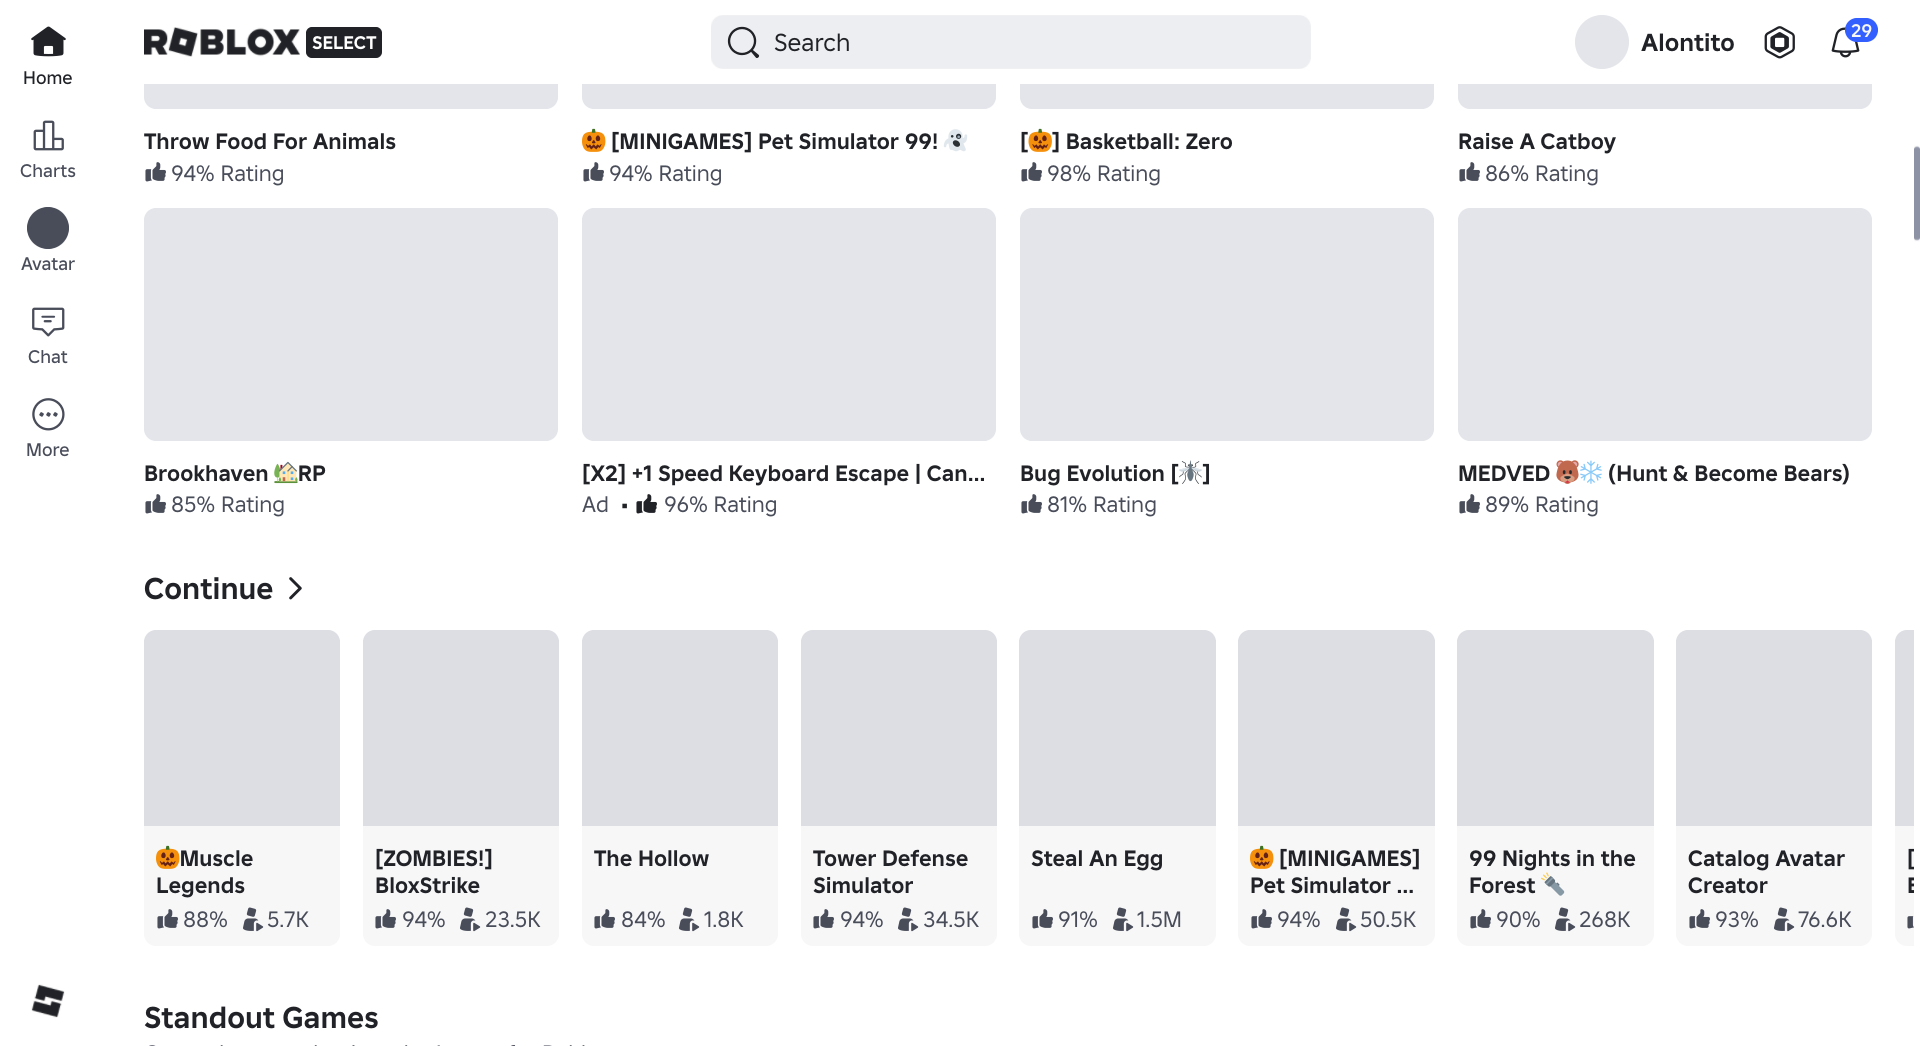 Home
ROBLOX SELECT
Search
Alontito
29
Charts
Avatar
Chat
More
Throw Food For Animals
94% Rating
🎃 [MINIGAMES] Pet Simulator 99! 👻
94% Rating
[🎃] Basketball: Zero
98% Rating
Raise A Catboy
86% Rating
Brookhaven 🏡RP
85% Rating
[X2] +1 Speed Keyboard Escape | Can...
Ad • 96% Rating
Bug Evolution [🕷️]
81% Rating
MEDVED 🐻❄️ (Hunt & Become Bears)
89% Rating
Continue
🎃Muscle
Legends
88% 5.7K
[ZOMBIES!]
BloxStrike
94% 23.5K
The Hollow
84% 1.8K
Tower Defense
Simulator
94% 34.5K
Steal An Egg
91% 1.5M
🎃 [MINIGAMES]
Pet Simulator ...
94% 50.5K
99 Nights in the
Forest 🔦
90% 268K
Catalog Avatar
Creator
93% 76.6K
Standout Games